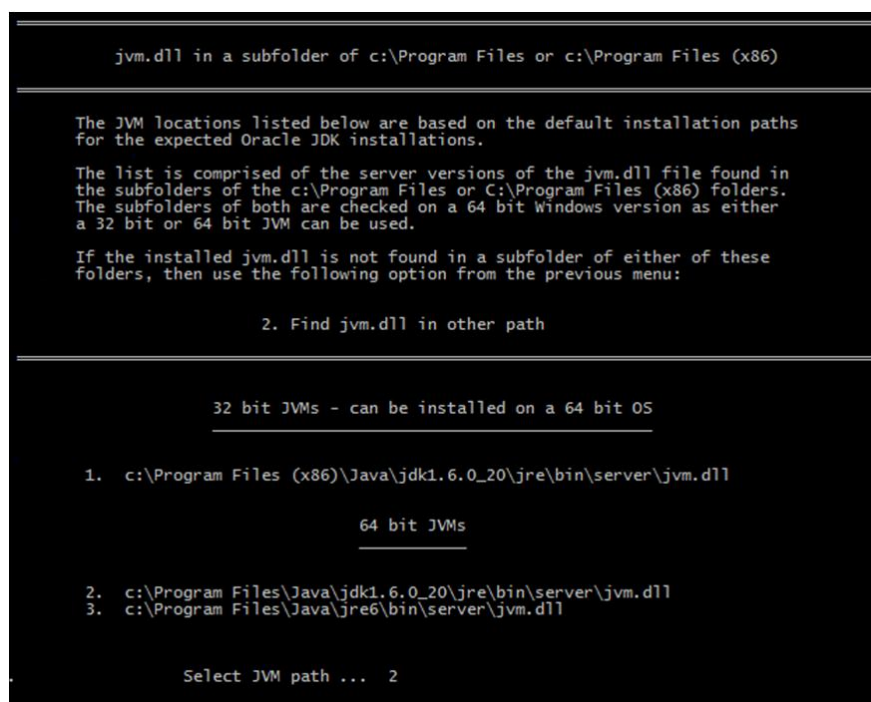 jvm.dll in a subfolder of c:\Program Files or c:\Program Files (x86)
The JVM locations listed below are based on the default installation paths
for the expected Oracle JDK installations.
The list is comprised of the server versions of the jvm.dll file found in
the subfolders of the c:\Program Files or C:\Program Files (x86) folders.
The subfolders of both are checked on a 64 bit Windows version as either
a 32 bit or 64 bit JVM can be used.
If the installed jvm.dll is not found in a subfolder of either of these
folders, then use the following option from the previous menu:
2. Find jvm.dll in other path
32 bit JVMs - can be installed on a 64 bit OS
1. c:\Program Files (x86)\Java\jdk1.6.0_20\jre\bin\server\jvm.dll
64 bit JVMs
2. c:\Program Files\Java\jdk1.6.0_20\jre\bin\server\jvm.dll
3. c:\Program Files\Java\jre6\bin\server\jvm.dll
Select JVM path ... 2